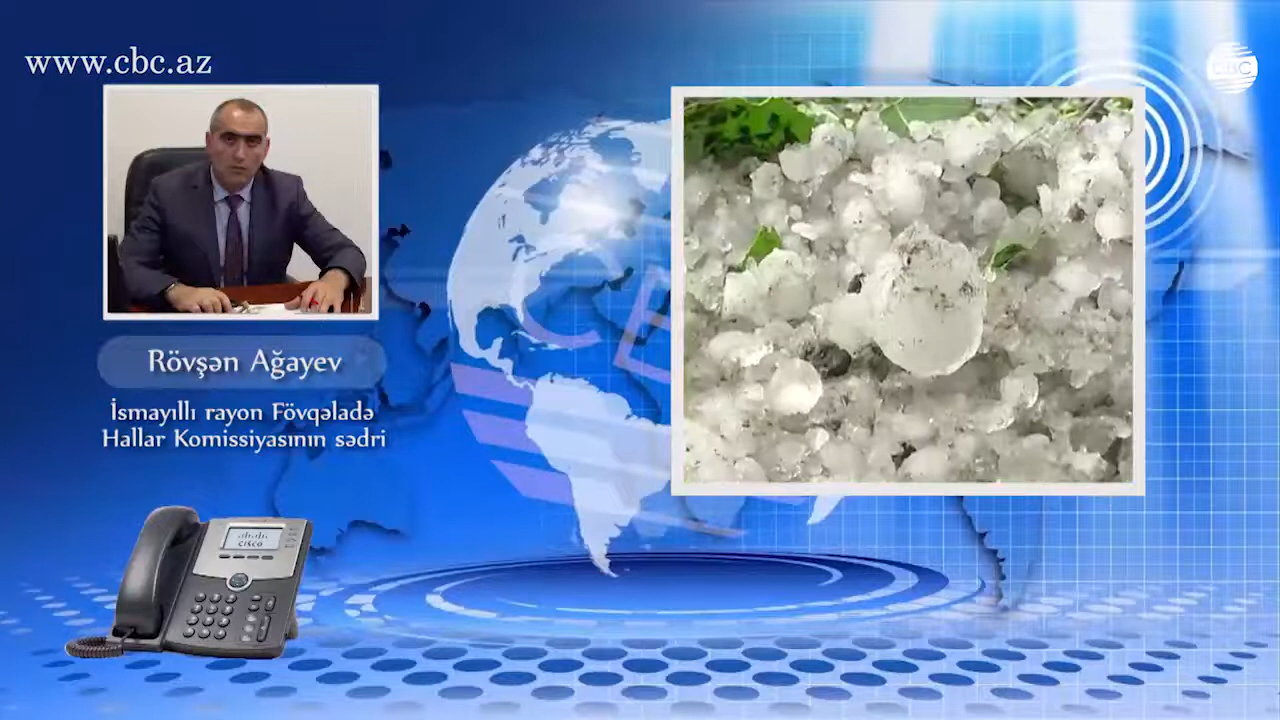 www.cbc.az
CBC
Rövşən Ağayev
İsmayıllı rayon Fövqəladə
Hallar Komissiyasının sədri
CISCO